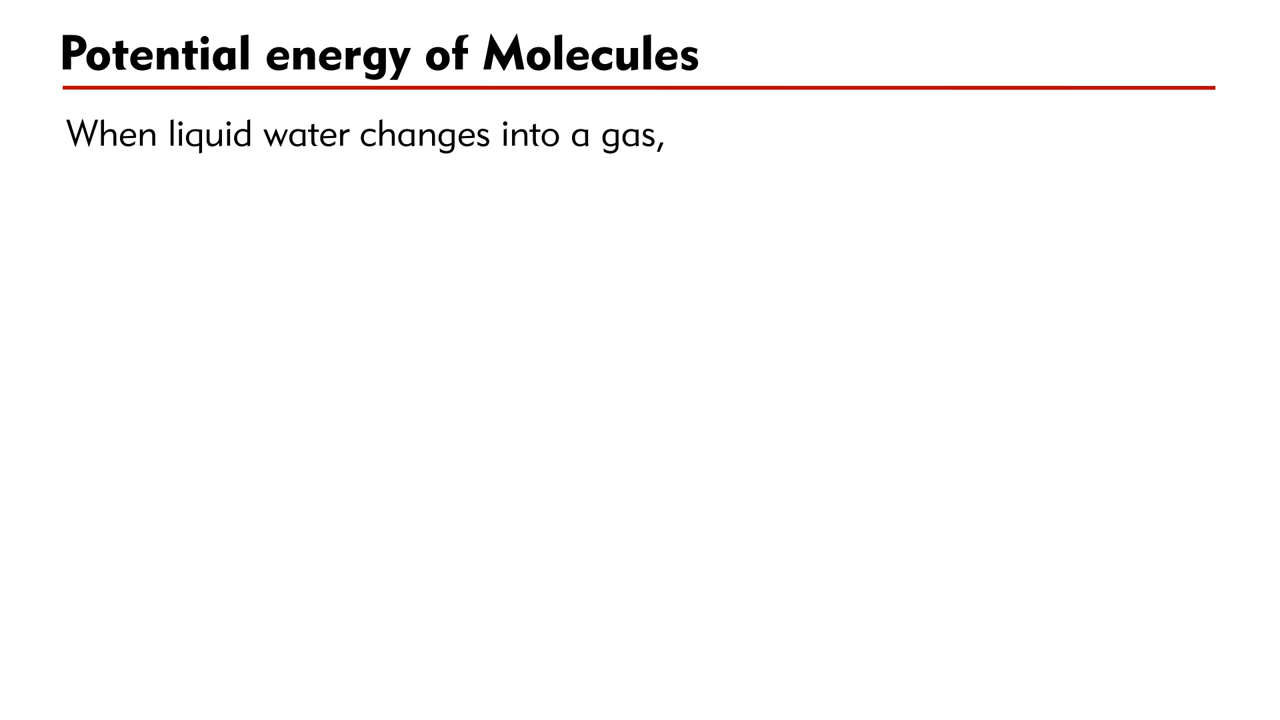 Potential energy of Molecules
When liquid water changes into a gas,